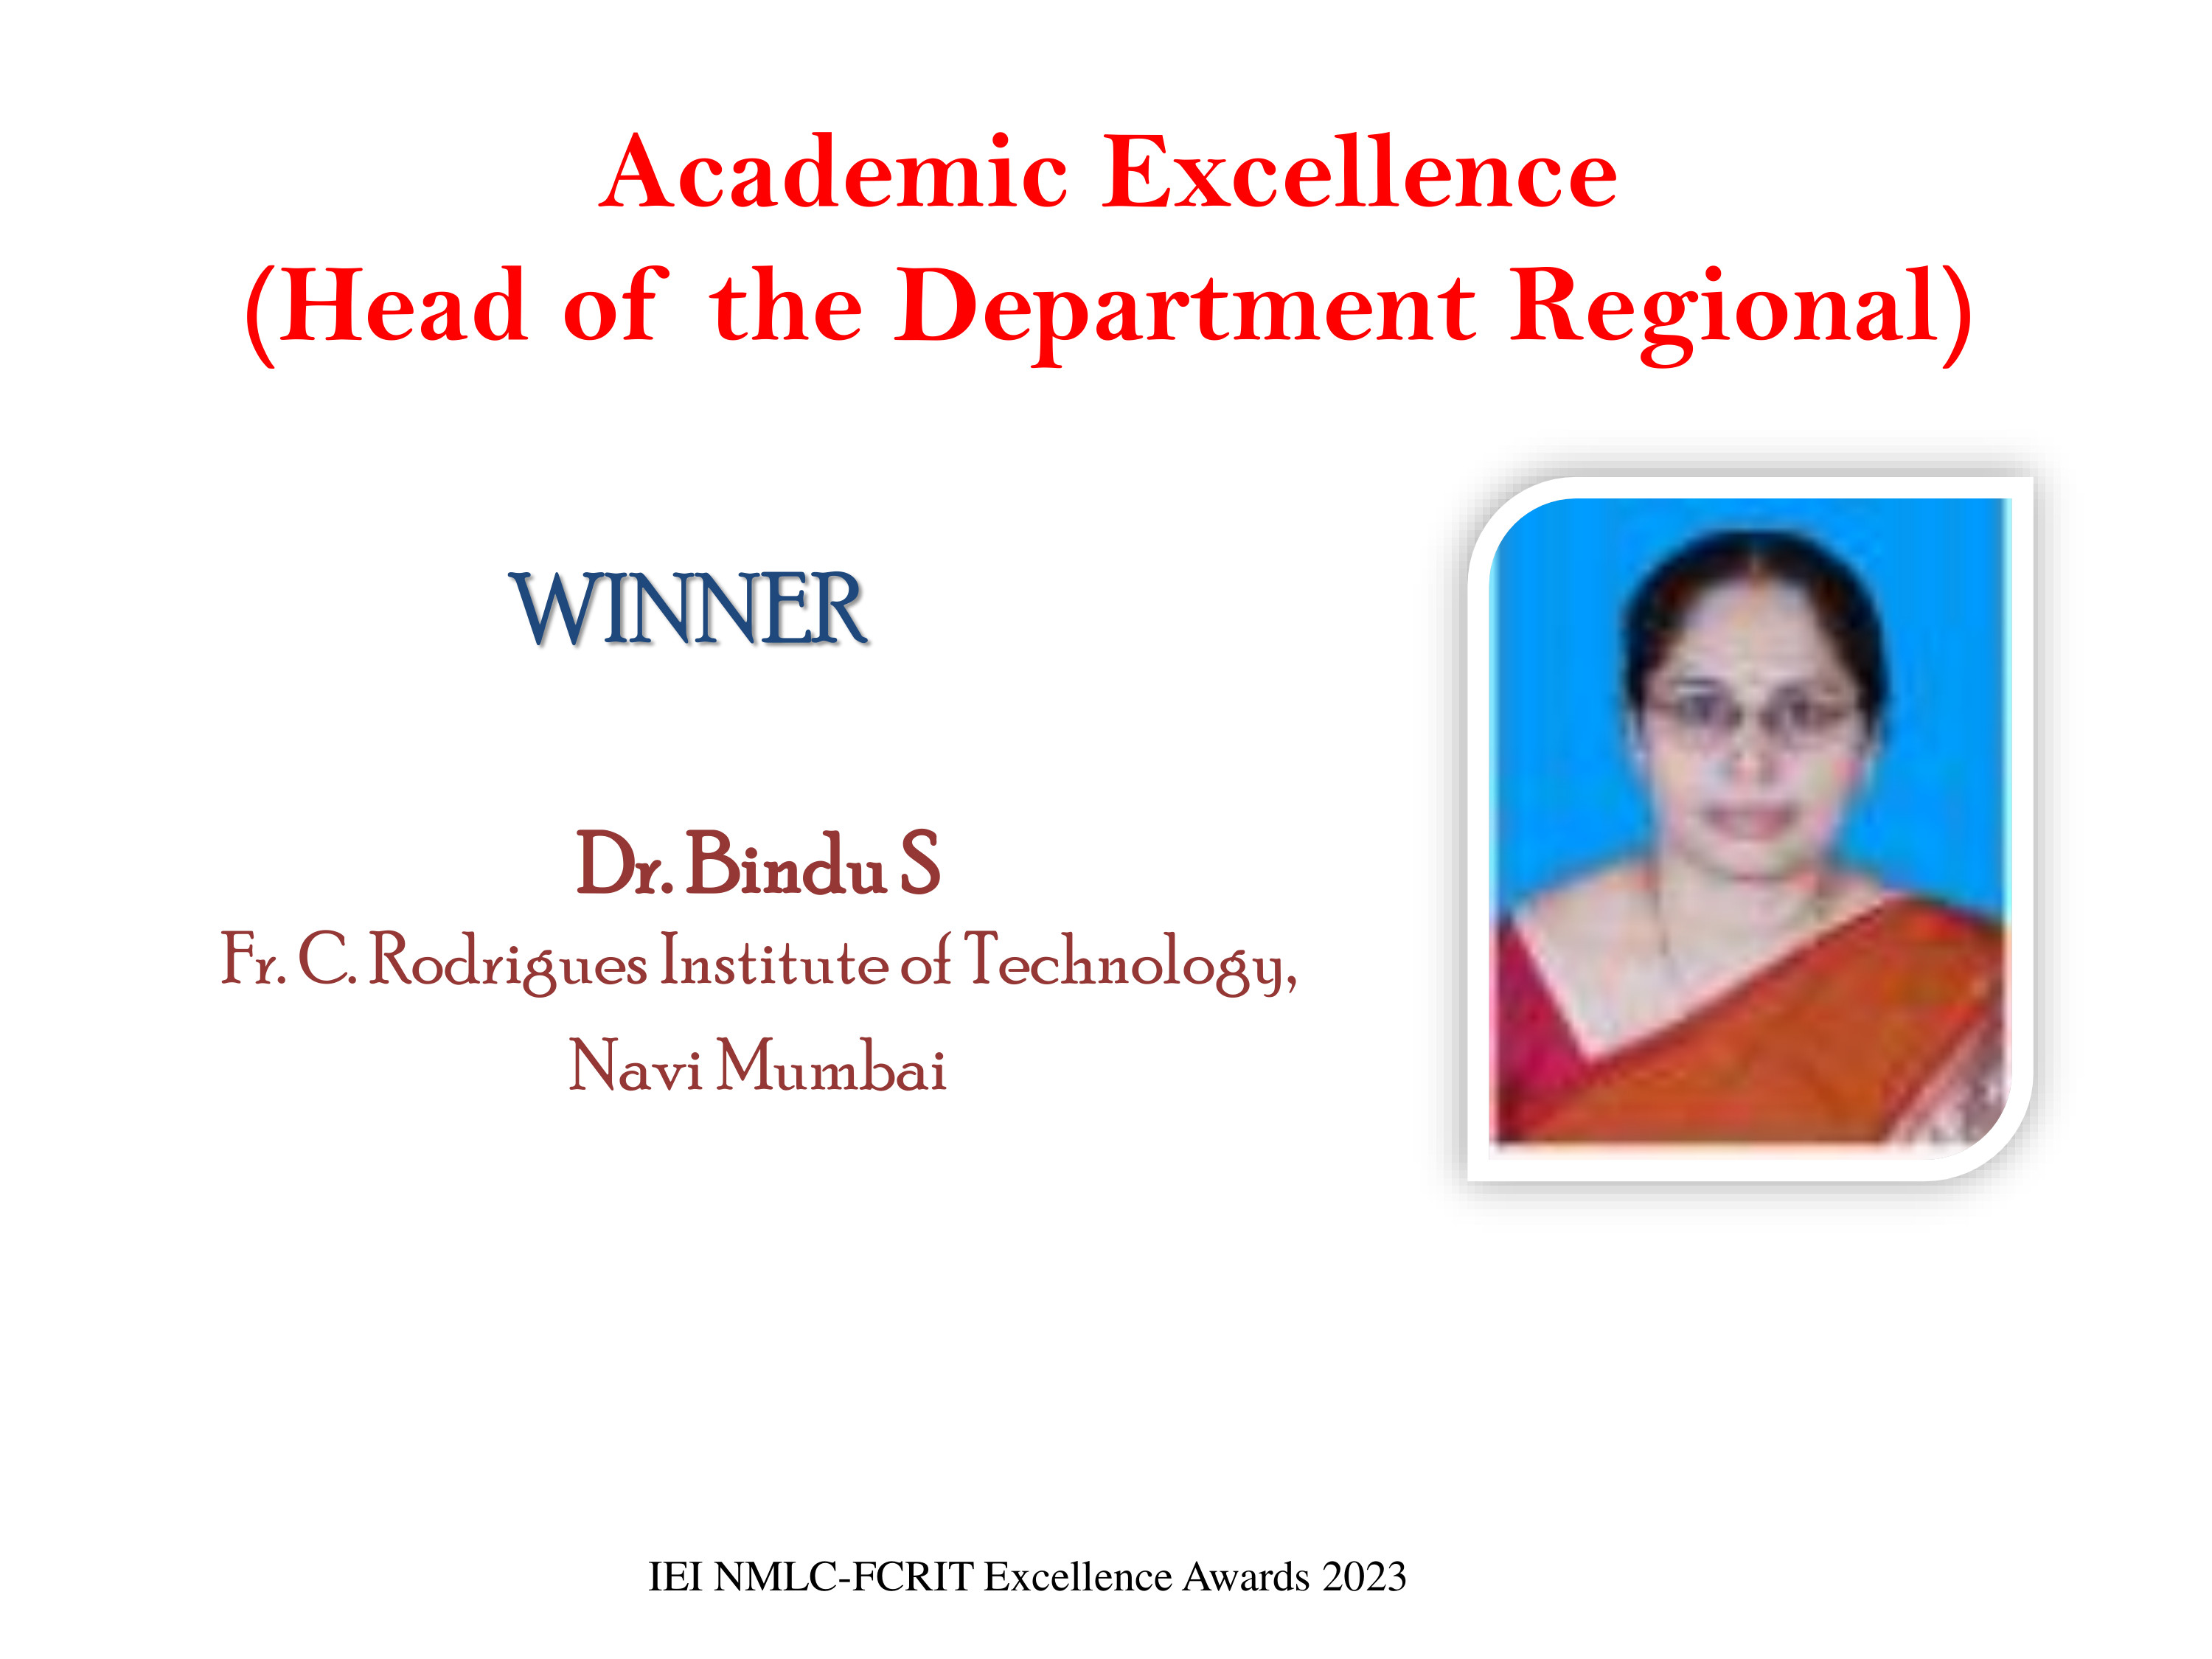 Academic Excellence
(Head of the Department Regional)
WINNER
Dr. Bindu S
Fr. C. Rodrigues Institute of Technology,
Navi Mumbai
IEI NMLC-FCRIT Excellence Awards 2023